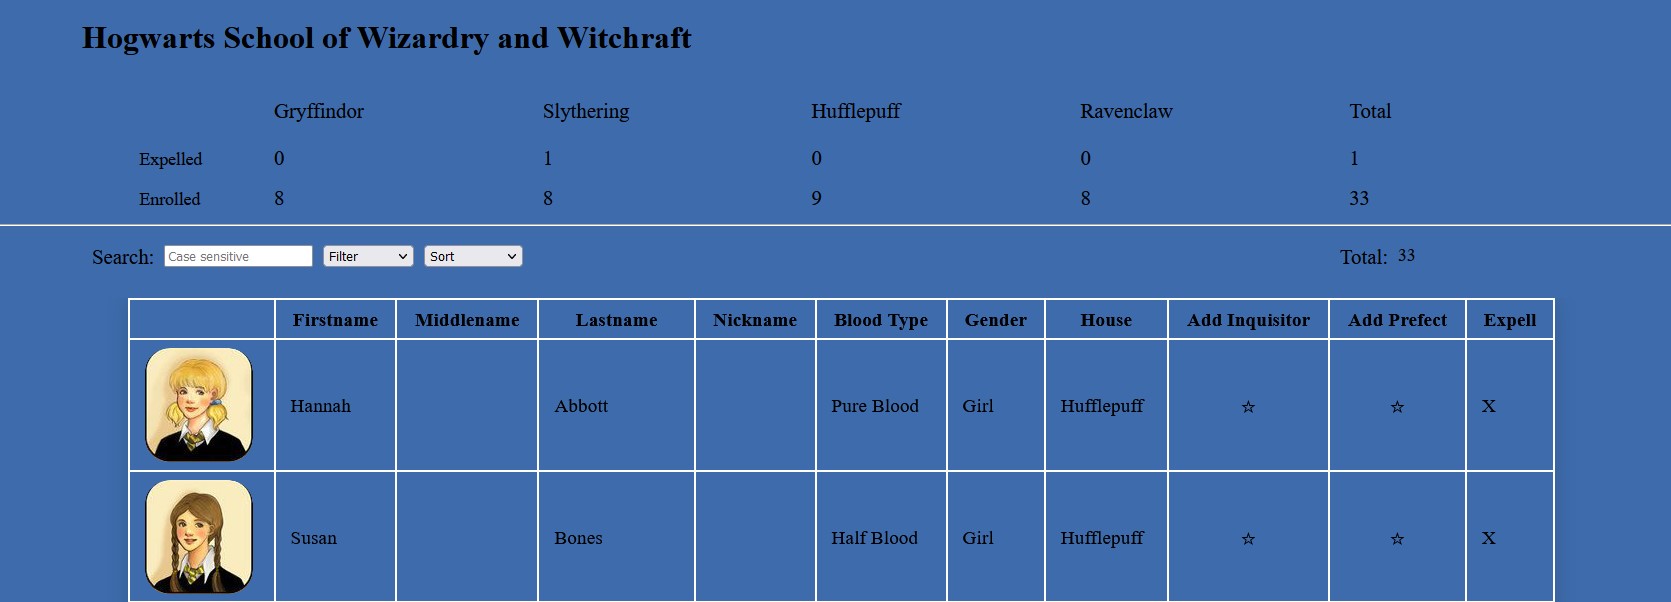 Hogwarts School of Wizardry and Witchraft
Gryffindor Slythering Hufflepuff Ravenclaw Total
Expelled 0 1 0 0 1
Enrolled 8 8 9 8 33
Search: Case sensitive Filter Sort Total: 33
Firstname Middlename Lastname Nickname Blood Type Gender House Add Inquisitor Add Prefect Expell
Hannah Abbott Pure Blood Girl Hufflepuff ☆ ☆ X
Susan Bones Half Blood Girl Hufflepuff ☆ ☆ X